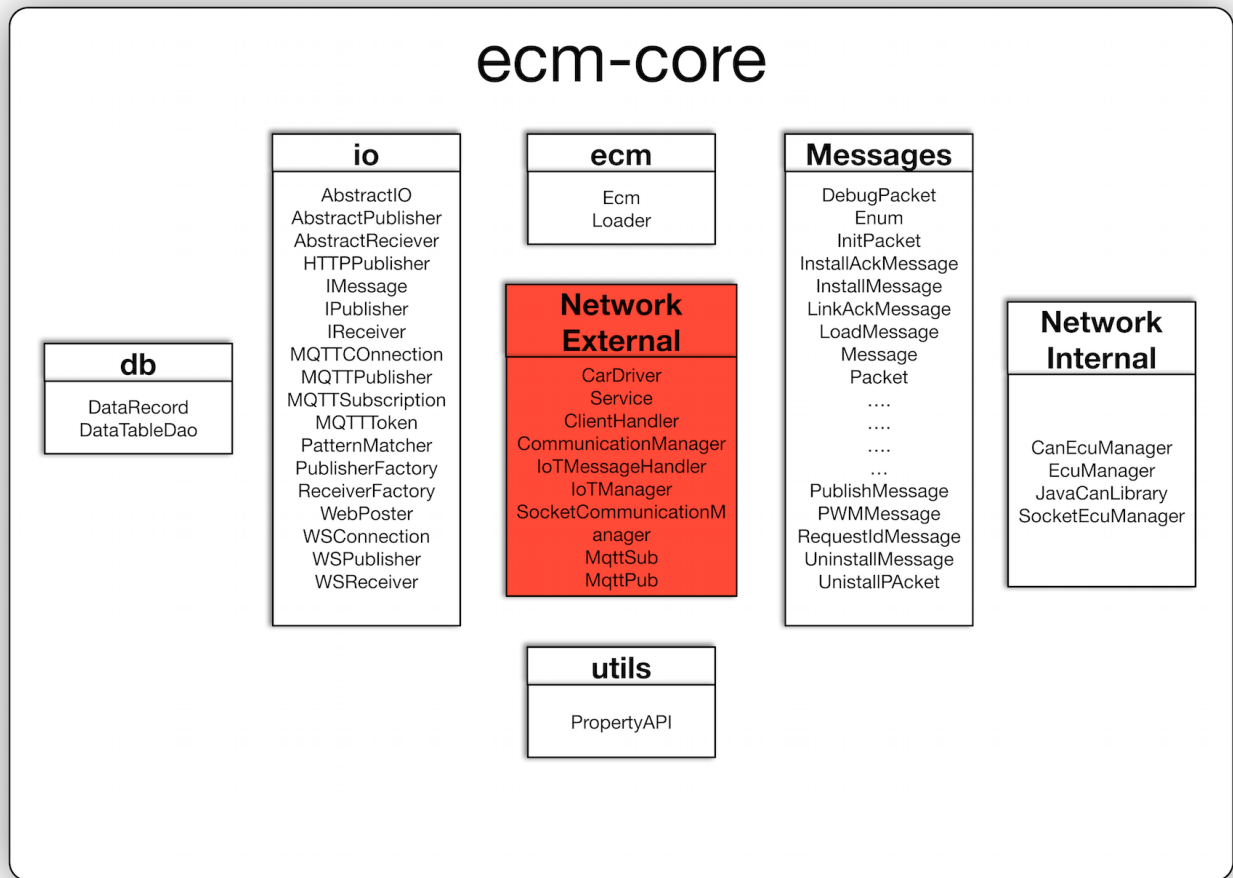 ecm-core
db
DataRecord
DataTableDao
io
AbstractIO
AbstractPublisher
AbstractReciever
HTTPPublisher
IMessage
IPublisher
IReceiver
MQTTCOnnection
MQTTPublisher
MQTTSubscription
MQTTToken
PatternMatcher
PublisherFactory
ReceiverFactory
WebPoster
WSConnection
WSPublisher
WSReceiver
ecm
Ecm
Loader
Network
External
CarDriver
Service
ClientHandler
CommunicationManager
IoTMessageHandler
IoTManager
SocketCommunicationM
anager
MqttSub
MqttPub
utils
PropertyAPI
Messages
DebugPacket
Enum
InitPacket
InstallAckMessage
InstallMessage
LinkAckMessage
LoadMessage
Message
Packet
....
....
....
...
PublishMessage
PWMMessage
RequestIdMessage
UninstallMessage
UnistallPAcket
Network
Internal
CanEcuManager
EcuManager
JavaCanLibrary
SocketEcuManager